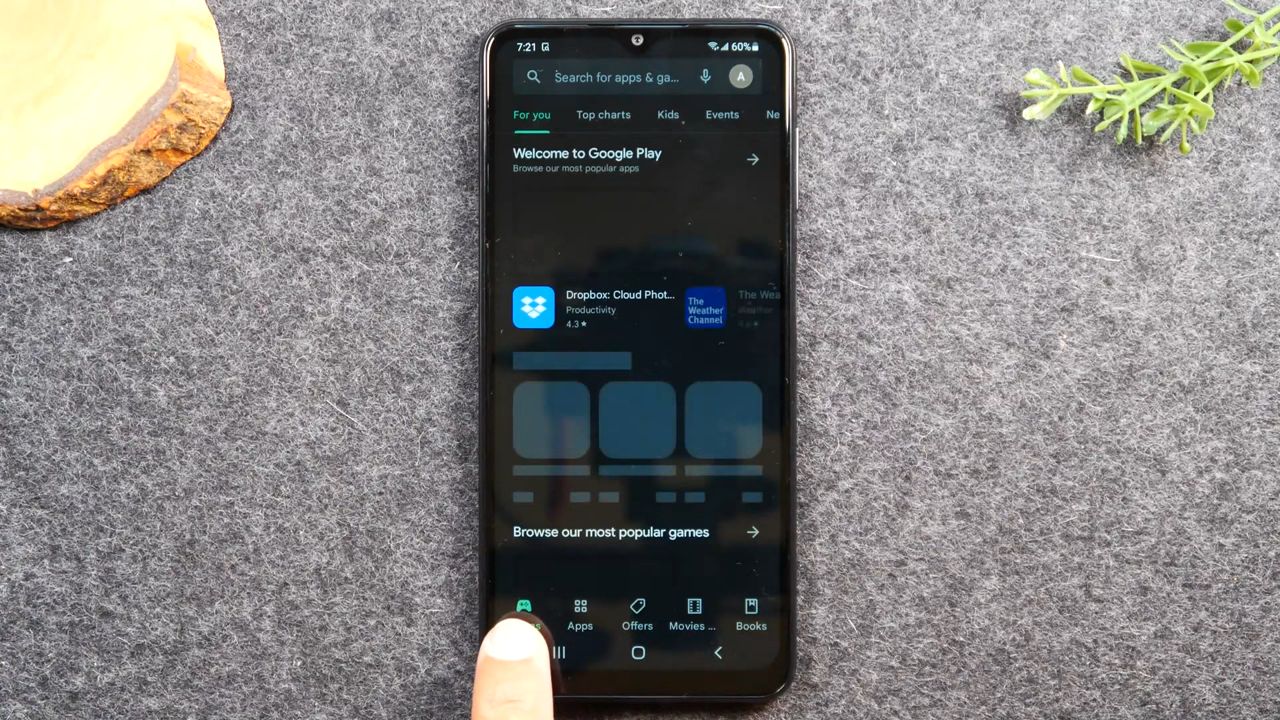 7:21 60%
Search for apps & ga...
A
For you Top charts Kids Events Ne
Welcome to Google Play
Browse our most popular apps
Dropbox: Cloud Phot...
Productivity
4.3★
The Weather Channel
The Wea
Weather
Browse our most popular games
Apps Offers Movies ... Books